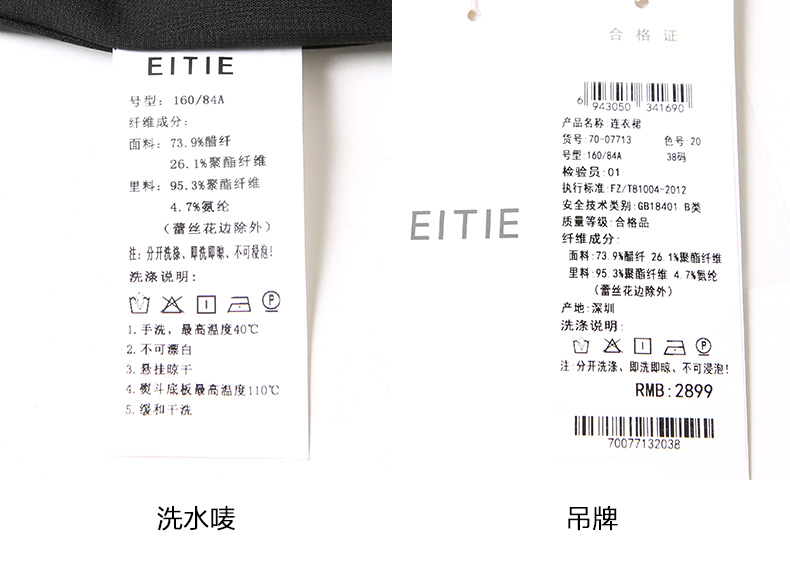 EITIE
号型: 160/84A
纤维成分:
面料: 73.9%醋纤
26.1%聚酯纤维
里料: 95.3%聚酯纤维
4.7%氨纶
（蕾丝花边除外）
注: 分开洗涤、即洗即晾、不可浸泡!
洗涤说明:
P
1. 手洗，最高温度40℃
2. 不可漂白
3. 悬挂晾干
4. 熨斗底板最高温度110℃
5. 缓和干洗
洗水唛
EITIE
合格证
6 943050 341690
产品名称: 连衣裙
货号: 70-07713 色号: 20
号型: 160/84A 38码
检验员: 01
执行标准: FZ/T81004-2012
安全技术类别: GB18401 B类
质量等级: 合格品
纤维成分:
面料: 73.9%醋纤 26.1%聚酯纤维
里料: 95.3%聚酯纤维 4.7%氨纶
（蕾丝花边除外）
产地: 深圳
洗涤说明:
P
注: 分开洗涤、即洗即晾、不可浸泡!
RMB: 2899
70077132038
吊牌